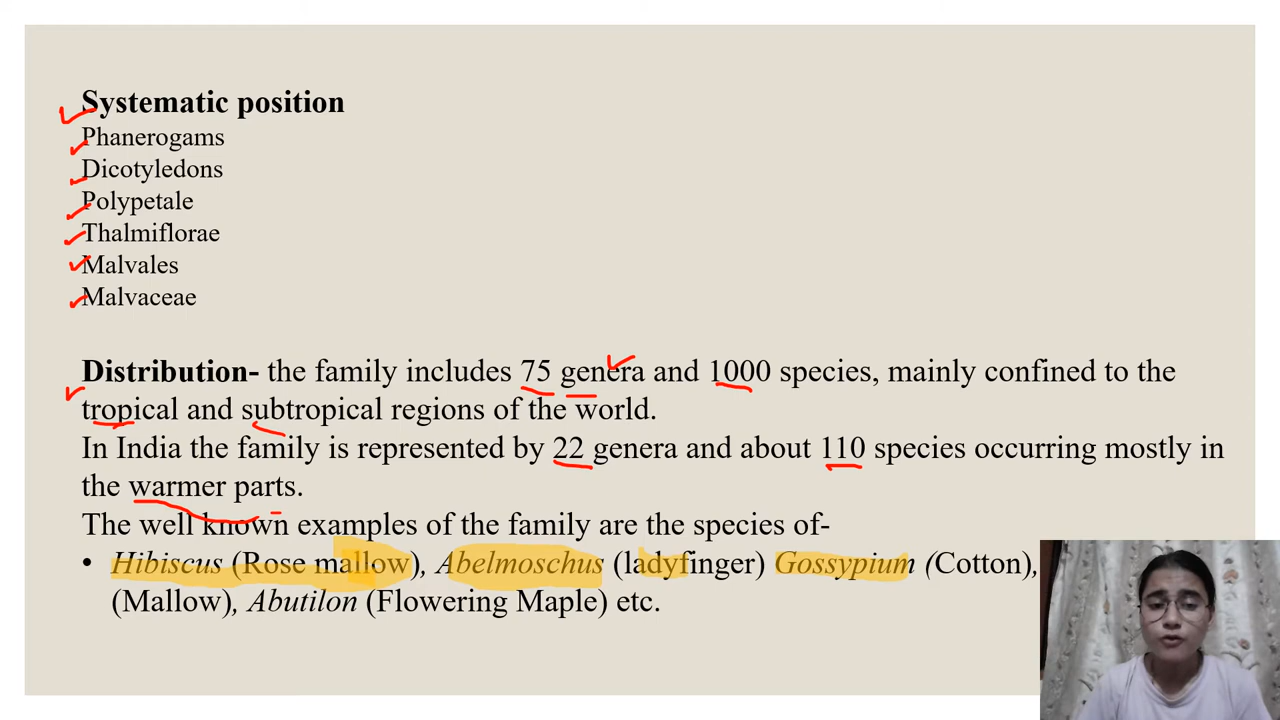 Systematic position
Phanerogams
Dicotyledons
Polypetale
Thalmiflorae
Malvales
Malvaceae
Distribution- the family includes 75 genera and 1000 species, mainly confined to the
tropical and subtropical regions of the world.
In India the family is represented by 22 genera and about 110 species occurring mostly in
the warmer parts.
The well known examples of the family are the species of-
• Hibiscus (Rose mallow), Abelmoschus (ladyfinger) Gossypium (Cotton),
(Mallow), Abutilon (Flowering Maple) etc.